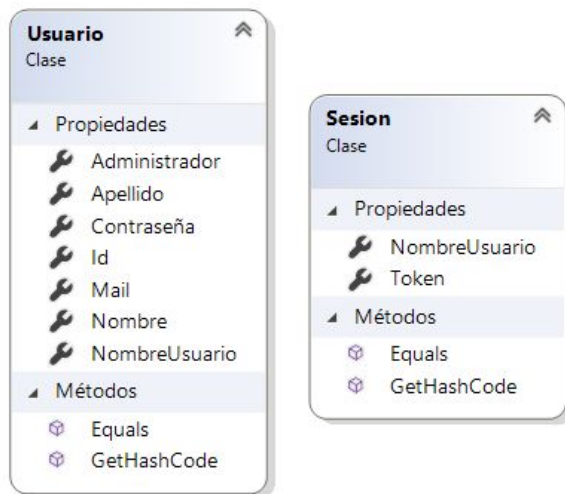 Usuario
Clase
Propiedades
Administrador
Apellido
Contraseña
Id
Mail
Nombre
NombreUsuario
Métodos
Equals
GetHashCode
Sesion
Clase
Propiedades
NombreUsuario
Token
Métodos
Equals
GetHashCode